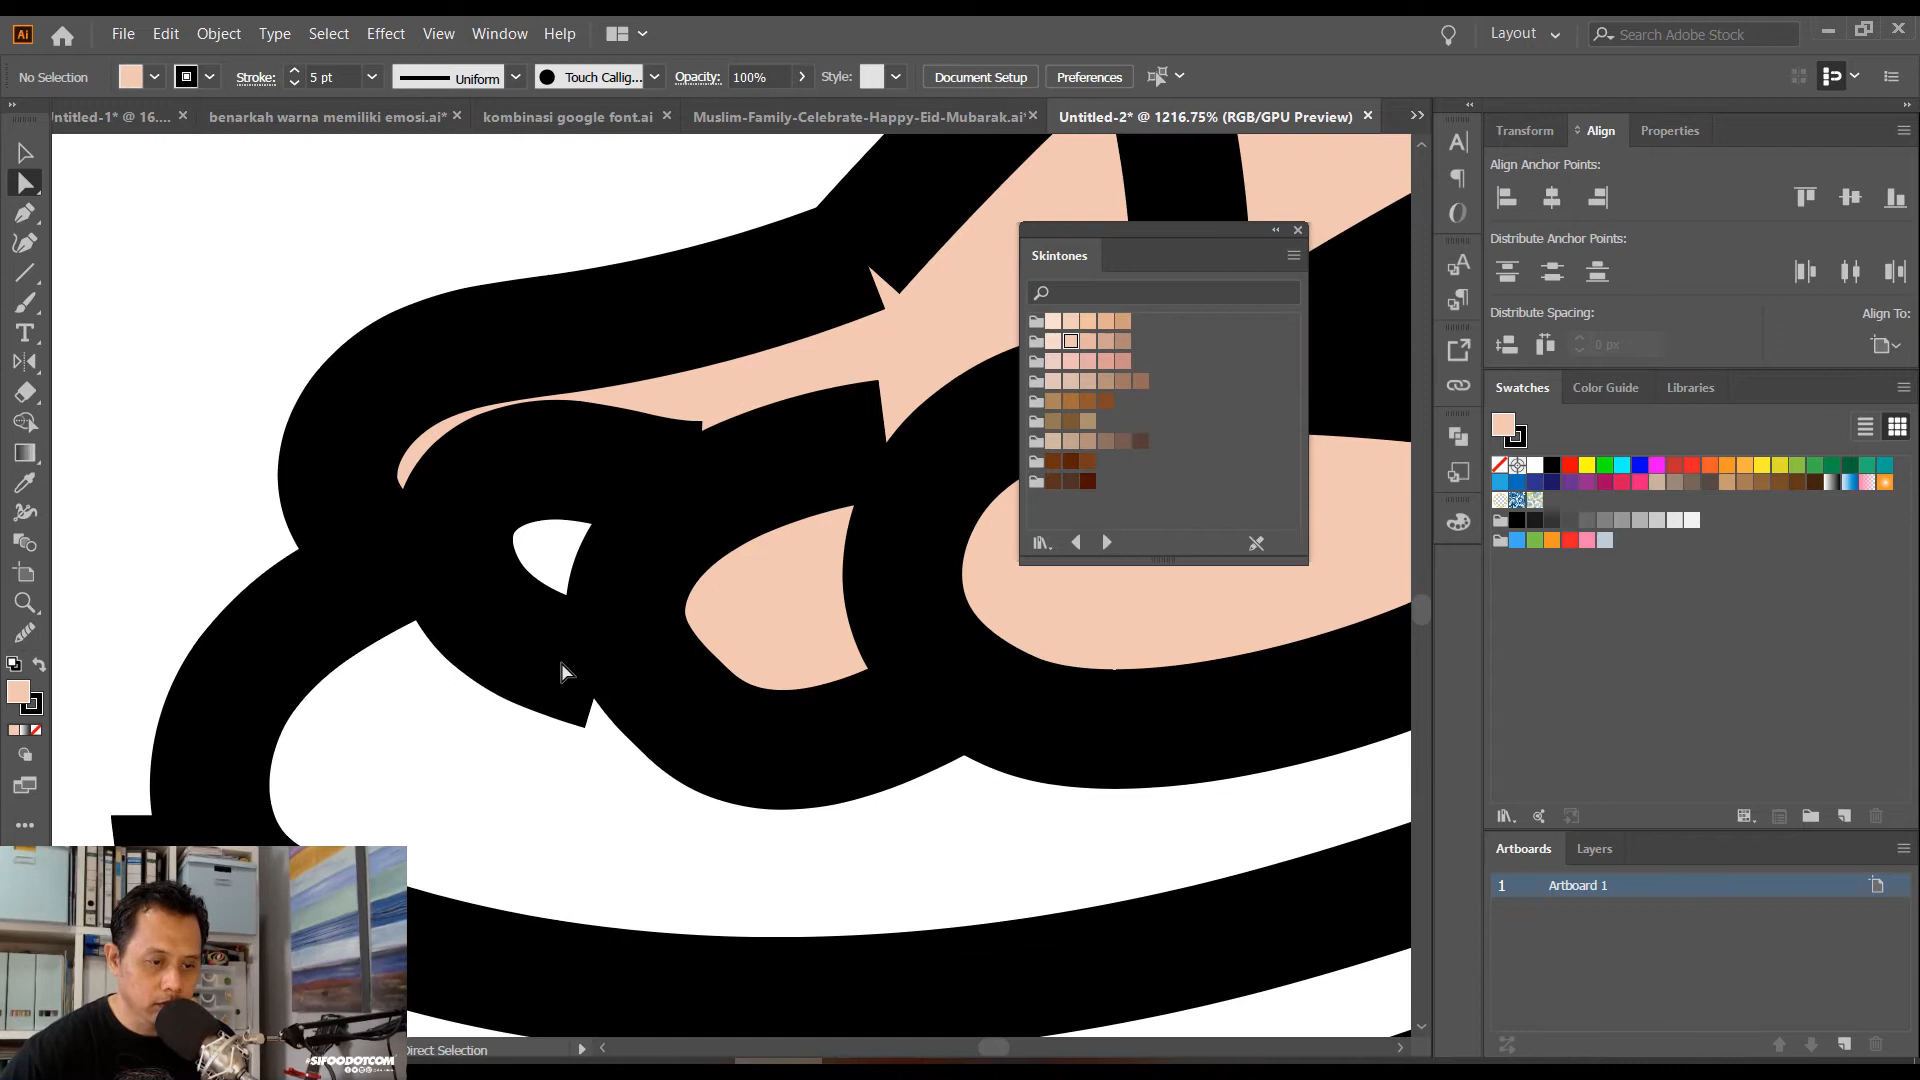 Ai File Edit Object Type Select Effect View Window Help Layout Search Adobe Stock
No Selection Stroke: 5 pt Uniform Touch Callig... Opacity: 100% Style: Document Setup Preferences
ntitled-1* @ 16.... benarkah warna memiliki emosi.ai* kombinasi google font.ai Muslim-Family-Celebrate-Happy-Eid-Mubarak.ai* Untitled-2* @ 1216.75% (RGB/GPU Preview)
Transform Align Properties
Align Anchor Points:
Distribute Anchor Points:
Skintones
Distribute Spacing: Align To:
0 px
Swatches Color Guide Libraries
Artboards Layers
1 Artboard 1
Direct Selection
#SIFOODOTCOM